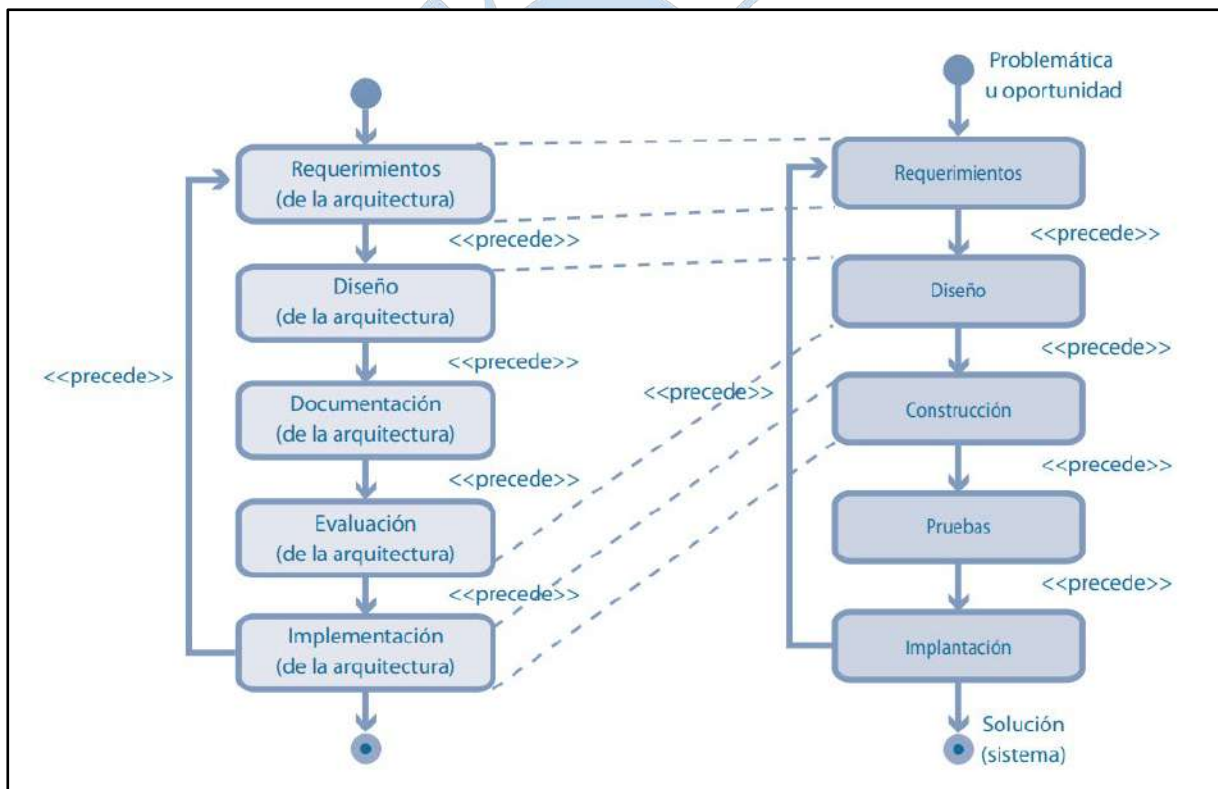 Requerimientos
(de la arquitectura)
<<precede>>
Diseño
(de la arquitectura)
<<precede>>
<<precede>>
Documentación
(de la arquitectura)
<<precede>>
Evaluación
(de la arquitectura)
<<precede>>
Implementación
(de la arquitectura)
Problemática
u oportunidad
Requerimientos
<<precede>>
Diseño
<<precede>>
<<precede>>
Construcción
<<precede>>
Pruebas
<<precede>>
Implantación
Solución
(sistema)